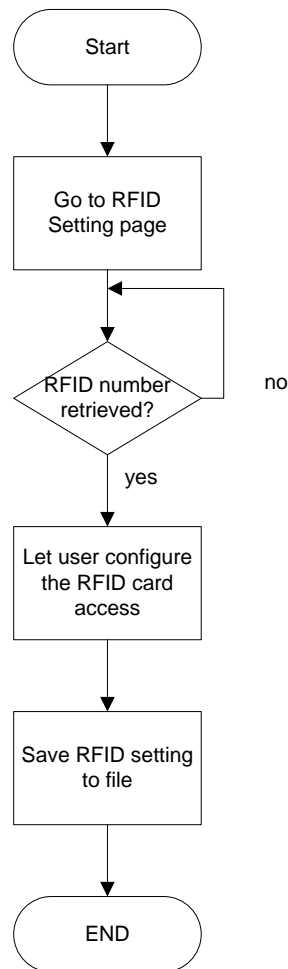 Start
Go to RFID
Setting page
RFID number
retrieved?
no
yes
Let user configure
the RFID card
access
Save RFID setting
to file
END